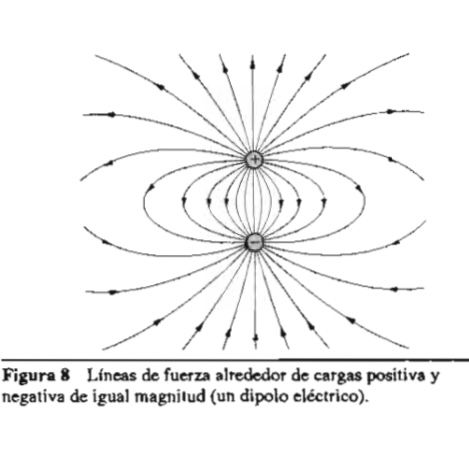 +
−
Figura 8 Líneas de fuerza alrededor de cargas positiva y
negativa de igual magnitud (un dipolo eléctrico).